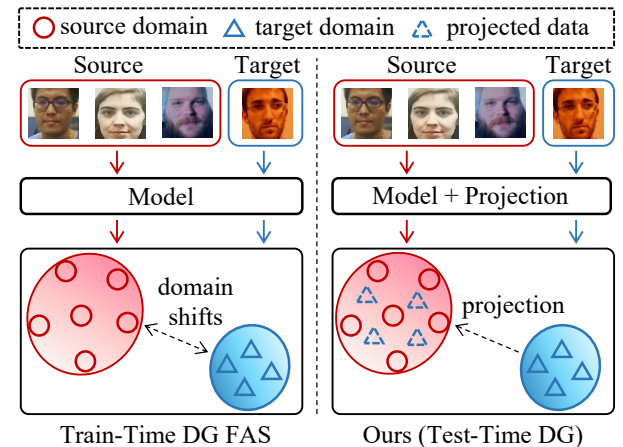 source domain target domain projected data
Source Target Source Target
Model Model + Projection
domain
shifts
projection
Train-Time DG FAS Ours (Test-Time DG)